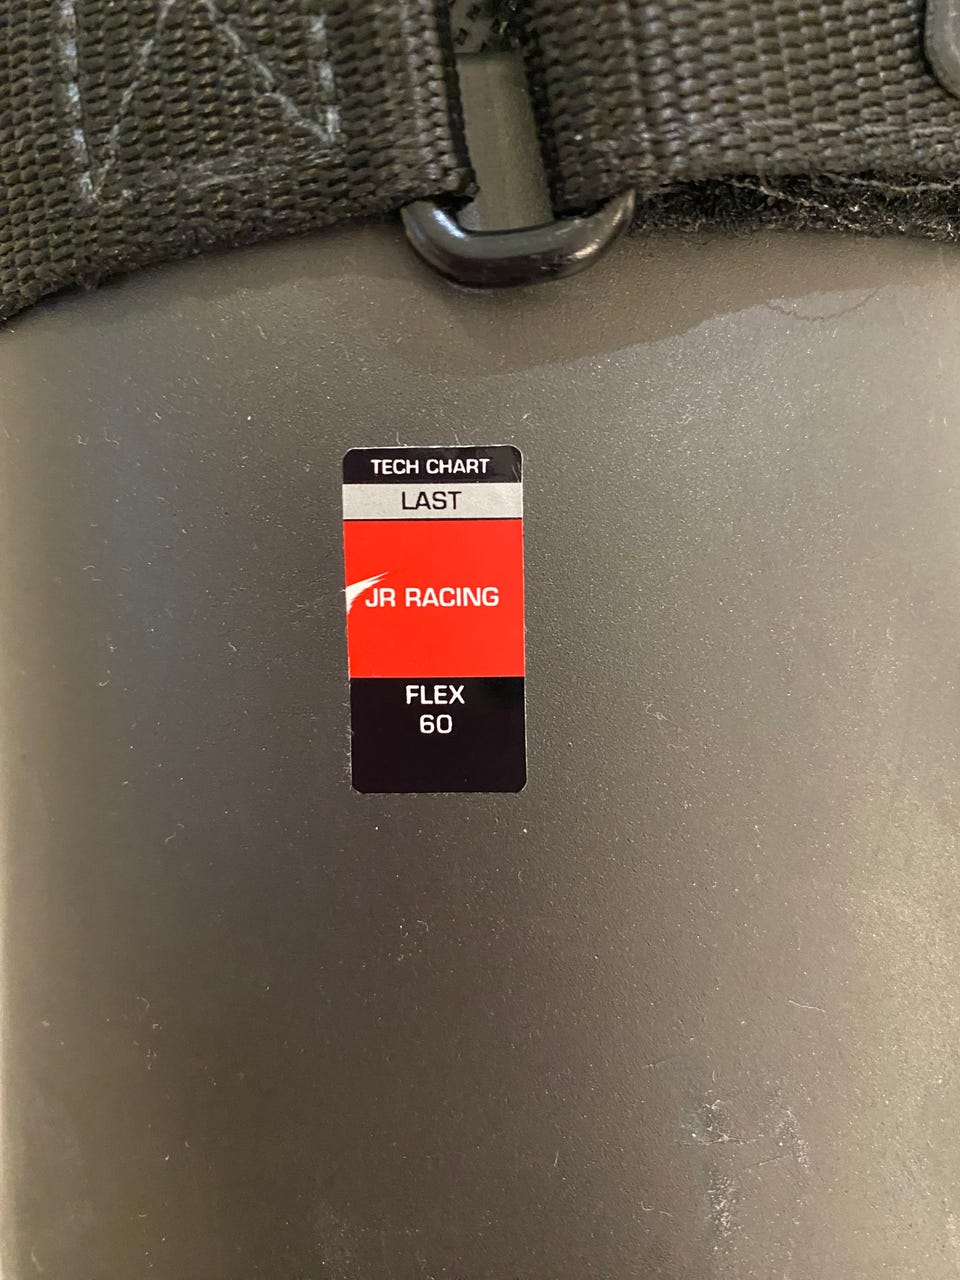 TECH CHART
LAST
JR RACING
FLEX
60